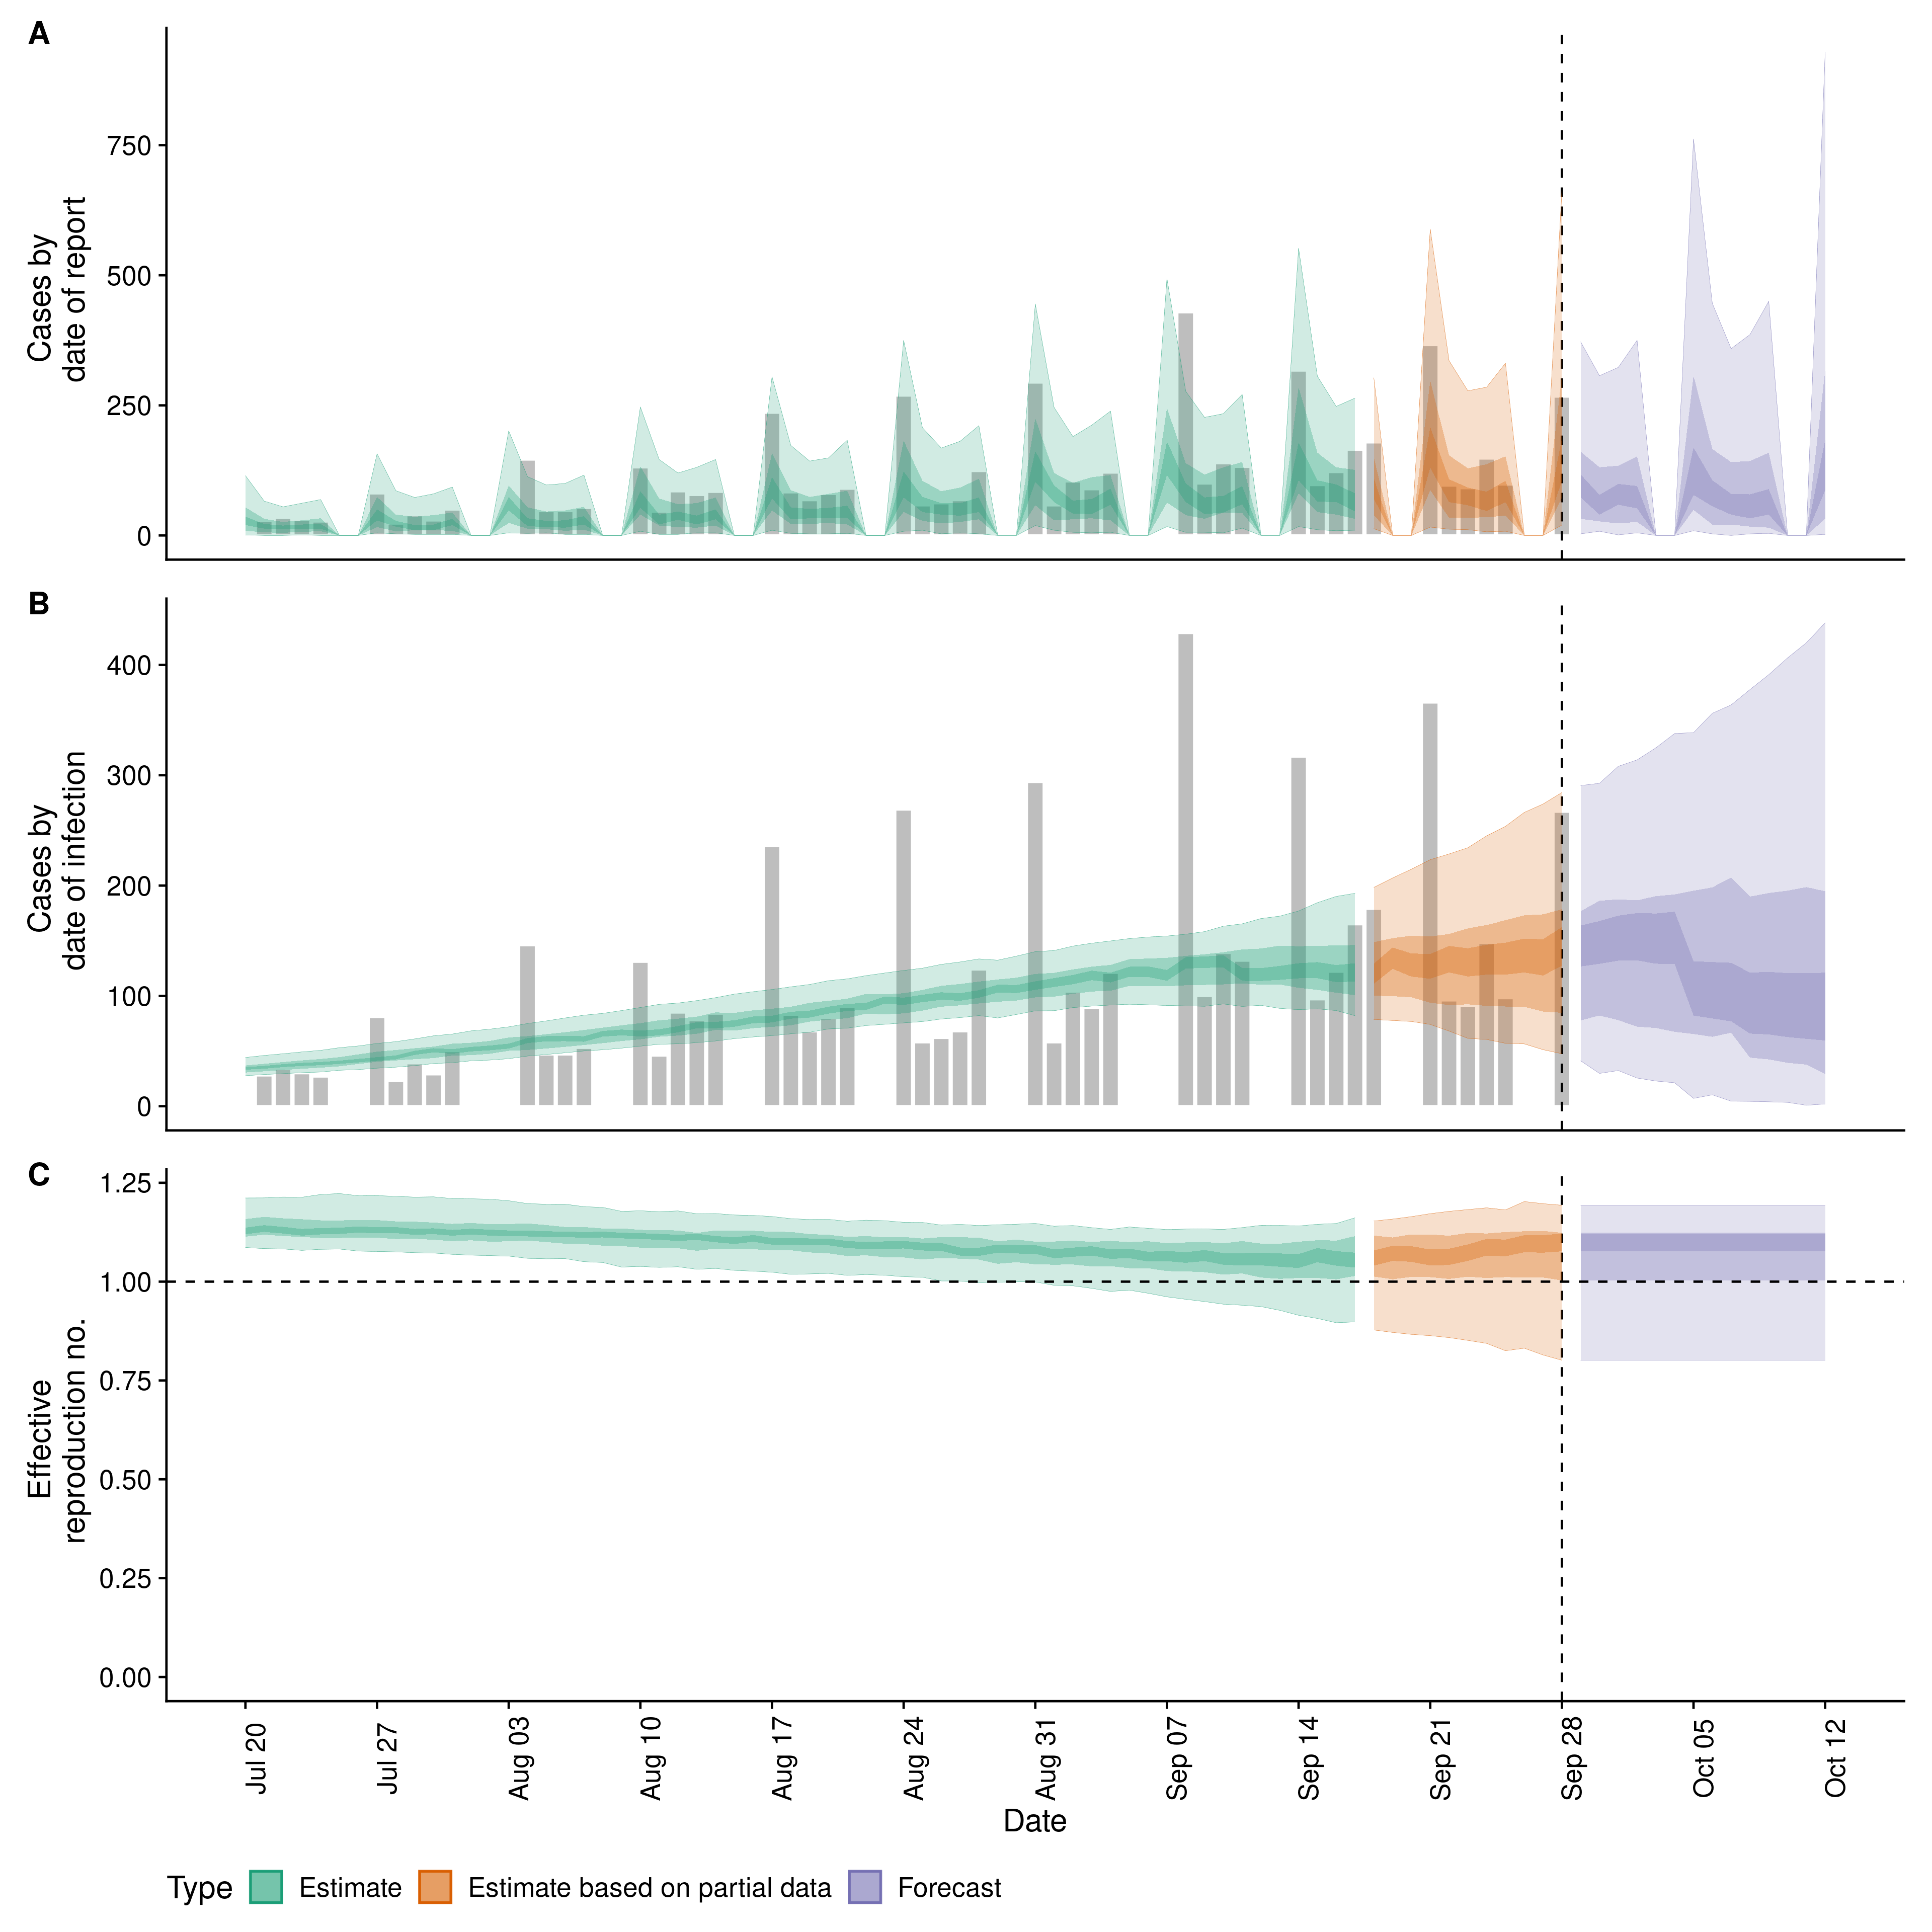 A
Cases by
date of report
750
500
250
0
B
Cases by
date of infection
400
300
200
100
0
C
Effective
reproduction no.
1.25
1.00
0.75
0.50
0.25
0.00
Jul 20
Jul 27
Aug 03
Aug 10
Aug 17
Aug 24
Aug 31
Sep 07
Sep 14
Sep 21
Sep 28
Oct 05
Oct 12
Date
Type
Estimate
Estimate based on partial data
Forecast